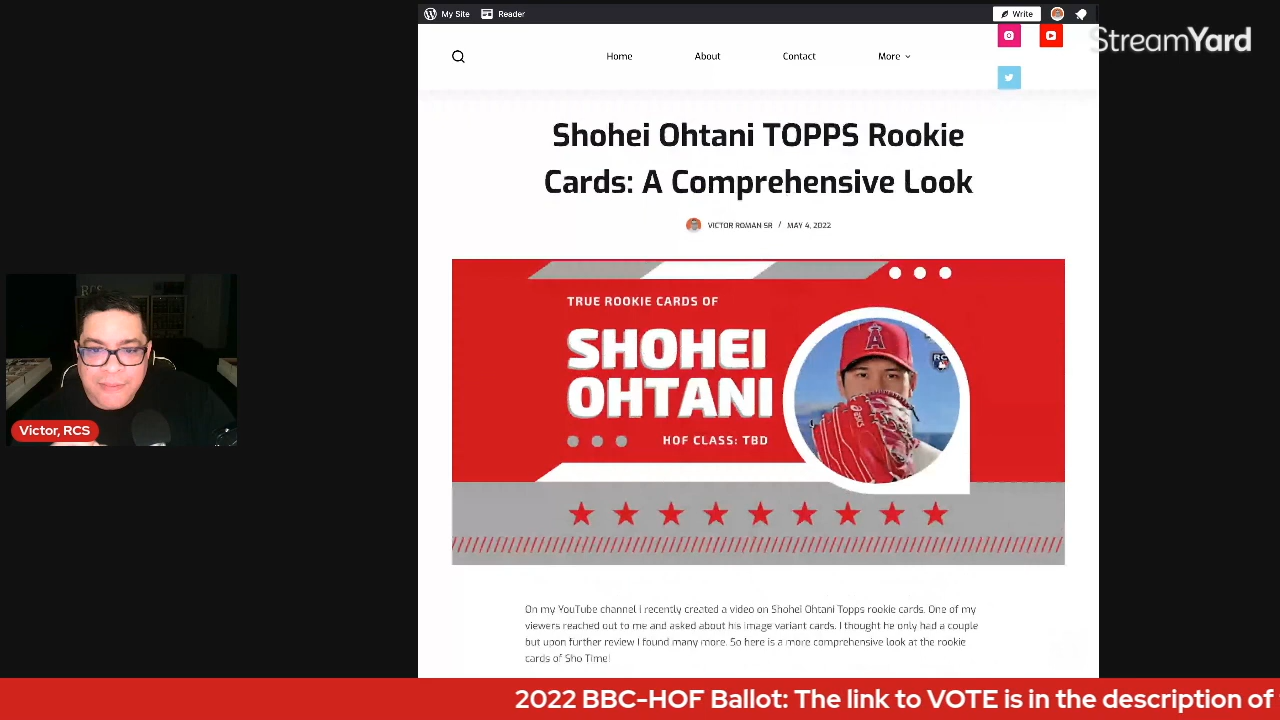 My Site
Reader
Write
StreamYard
Home
About
Contact
More
Shohei Ohtani TOPPS Rookie
Cards: A Comprehensive Look
VICTOR ROMAN SR / MAY 4, 2022
TRUE ROOKIE CARDS OF
SHOHEI
OHTANI
HOF CLASS: TBD
A
RC
asics
RCS
Victor, RCS
On my YouTube channel I recently created a video on Shohei Ohtani Topps rookie cards. One of my
viewers reached out to me and asked about his image variant cards. I thought he only had a couple
but upon further review I found many more. So here is a more comprehensive look at the rookie
cards of Sho Time!
2022 BBC-HOF Ballot: The link to VOTE is in the description of